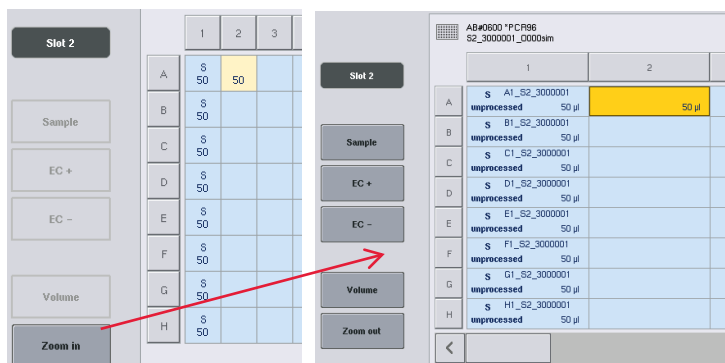 Slot 2
Sample
EC +
EC -
Volume
Zoom in
1 2 3
A S 50 50
B S 50
C S 50
D S 50
E S 50
F S 50
G S 50
H S 50
AB#0600 *PCR96
S2_3000001_0000sim
Slot 2
Sample
EC +
EC -
Volume
Zoom out
1 2
A S A1_S2_3000001
unprocessed 50 µl 50 µl
B S B1_S2_3000001
unprocessed 50 µl
C S C1_S2_3000001
unprocessed 50 µl
D S D1_S2_3000001
unprocessed 50 µl
E S E1_S2_3000001
unprocessed 50 µl
F S F1_S2_3000001
unprocessed 50 µl
G S G1_S2_3000001
unprocessed 50 µl
H S H1_S2_3000001
unprocessed 50 µl
<